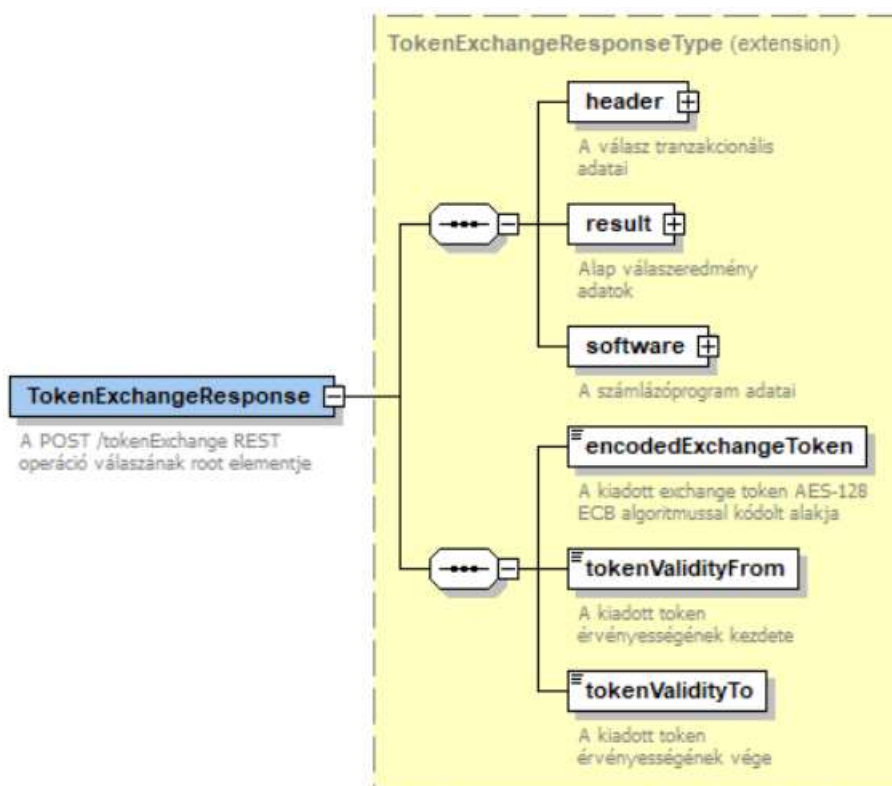 TokenExchangeResponseType (extension)
header
A válasz tranzakcionális
adatai
result
Alap válaszeredmény
adatok
software
A számlázóprogram adatai
TokenExchangeResponse
A POST /tokenExchange REST
operáció válaszának root elementje
encodedExchangeToken
A kiadott exchange token AES-128
ECB algoritmussal kódolt alakja
tokenValidityFrom
A kiadott token
érvényességének kezdete
tokenValidityTo
A kiadott token
érvényességének vége